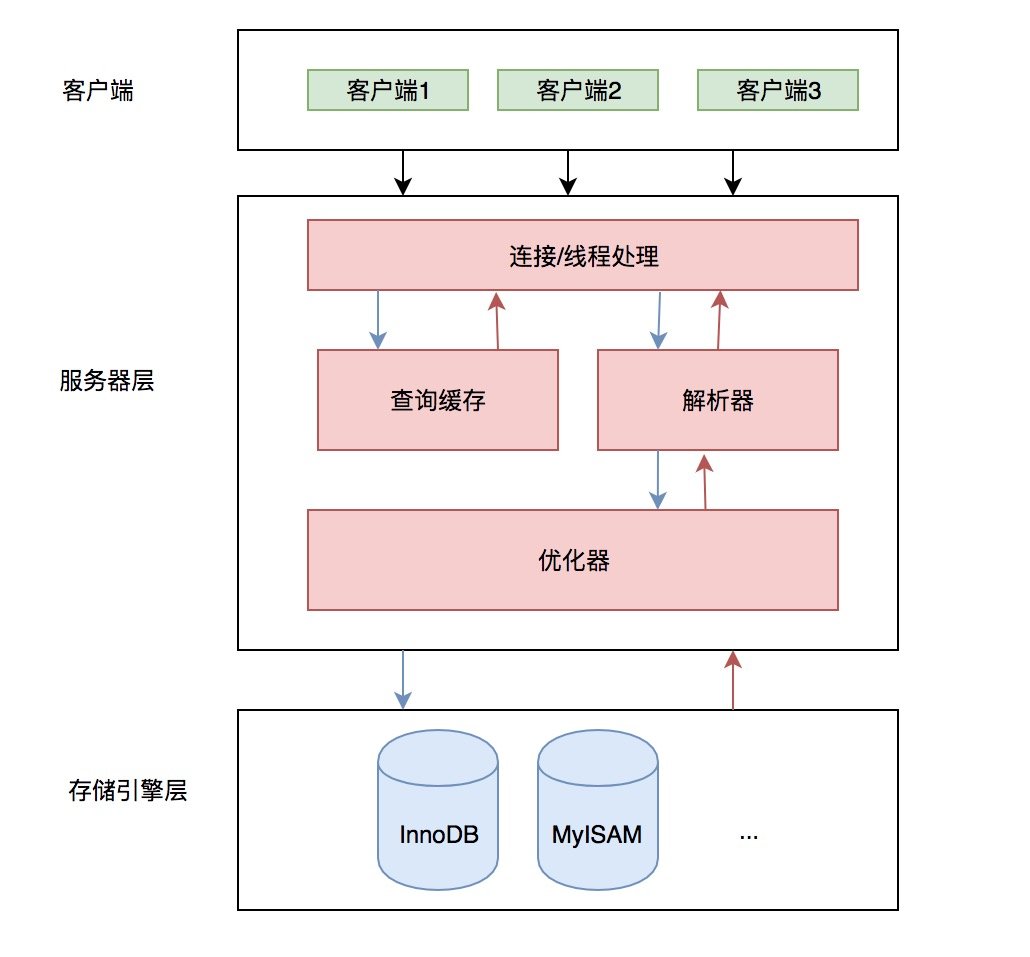 客户端
客户端1
客户端2
客户端3
连接/线程处理
服务器层
查询缓存
解析器
优化器
存储引擎层
InnoDB
MyISAM
...